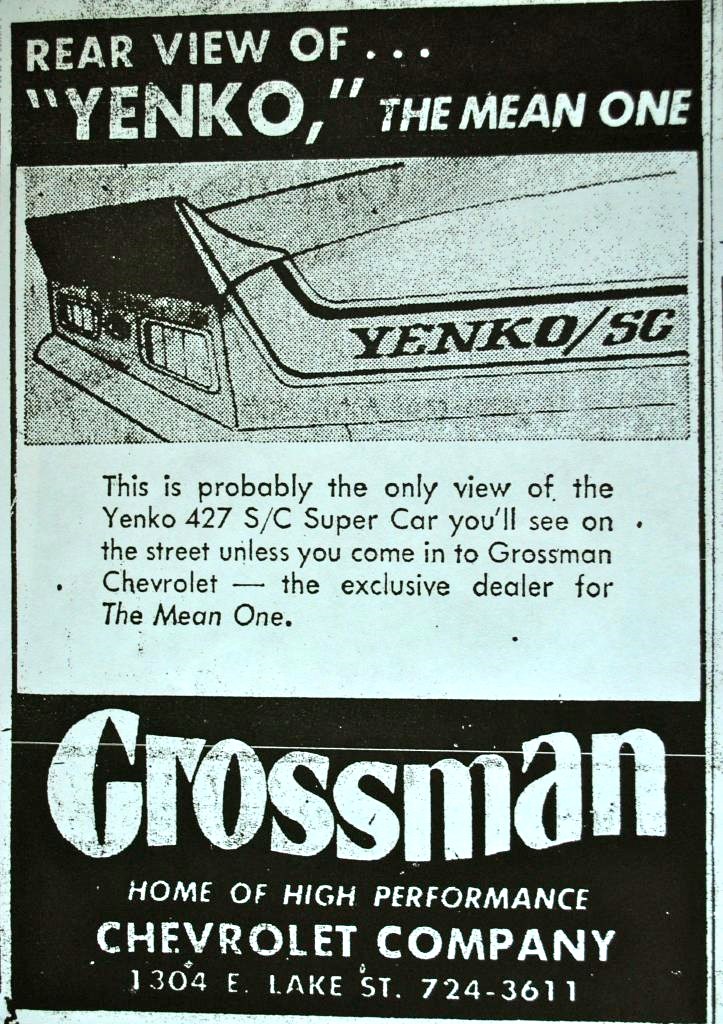 REAR VIEW OF...
"YENKO," THE MEAN ONE
YENKO/SC
This is probably the only view of the
Yenko 427 S/C Super Car you'll see on
the street unless you come in to Grossman
Chevrolet — the exclusive dealer for
The Mean One.
Grossman
HOME OF HIGH PERFORMANCE
CHEVROLET COMPANY
1304 E. LAKE ST. 724-3611